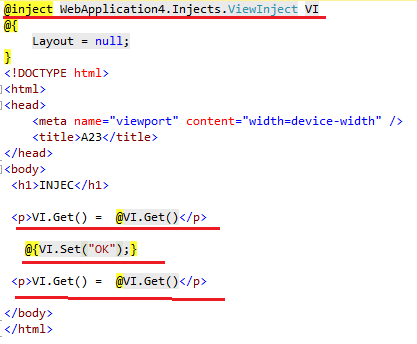 @inject WebApplication4.Injects.ViewInject VI
@{
    Layout = null;
}
<!DOCTYPE html>
<html>
<head>
    <meta name="viewport" content="width=device-width" />
    <title>A23</title>
</head>
<body>
<h1>INJEC</h1>
<p>VI.Get() =  @VI.Get()</p>
@{VI.Set("OK");}
<p>VI.Get() =  @VI.Get()</p>
</body>
</html>